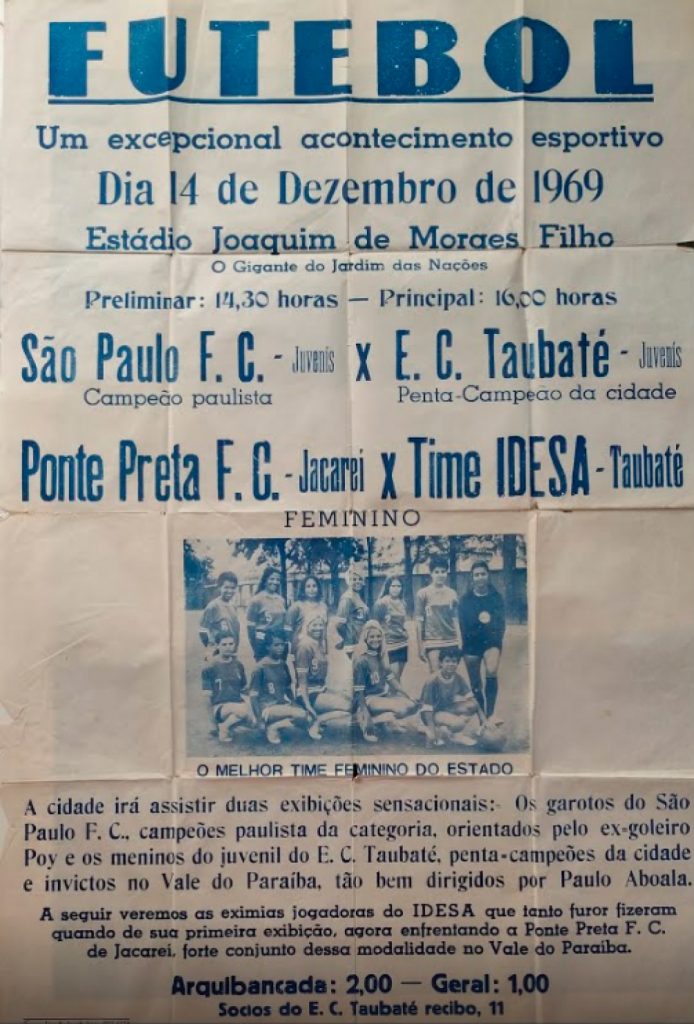 FUTEBOL
Um excepcional acontecimento esportivo
Dia 14 de Dezembro de 1969
Estádio Joaquim de Moraes Filho
O Gigante do Jardim das Nações
Preliminar: 14,30 horas — Principal: 16,00 horas
São Paulo F. C. - Juvenís x E. C. Taubaté - Juvenís
Campeão paulista Penta-Campeão da cidade
Ponte Preta F. C. - Jacarei x Time IDESA - Taubaté
FEMININO
O MELHOR TIME FEMININO DO ESTADO
A cidade irá assistir duas exibições sensacionais:- Os garotos do São
Paulo F. C., campeões paulista da categoria, orientados pelo ex-goleiro
Poy e os meninos do juvenil do E. C. Taubaté, penta-campeões da cidade
e invictos no Vale do Paraíba, tão bem dirigidos por Paulo Aboala.
A seguir veremos as eximias jogadoras do IDESA que tanto furor fizeram
quando de sua primeira exibição, agora enfrentando a Ponte Preta F. C.
de Jacareí, forte conjunto dessa modalidade no Vale do Paraíba.
Arquibancada: 2,00 — Geral: 1,00
Socios do E. C. Taubaté recibo, 11